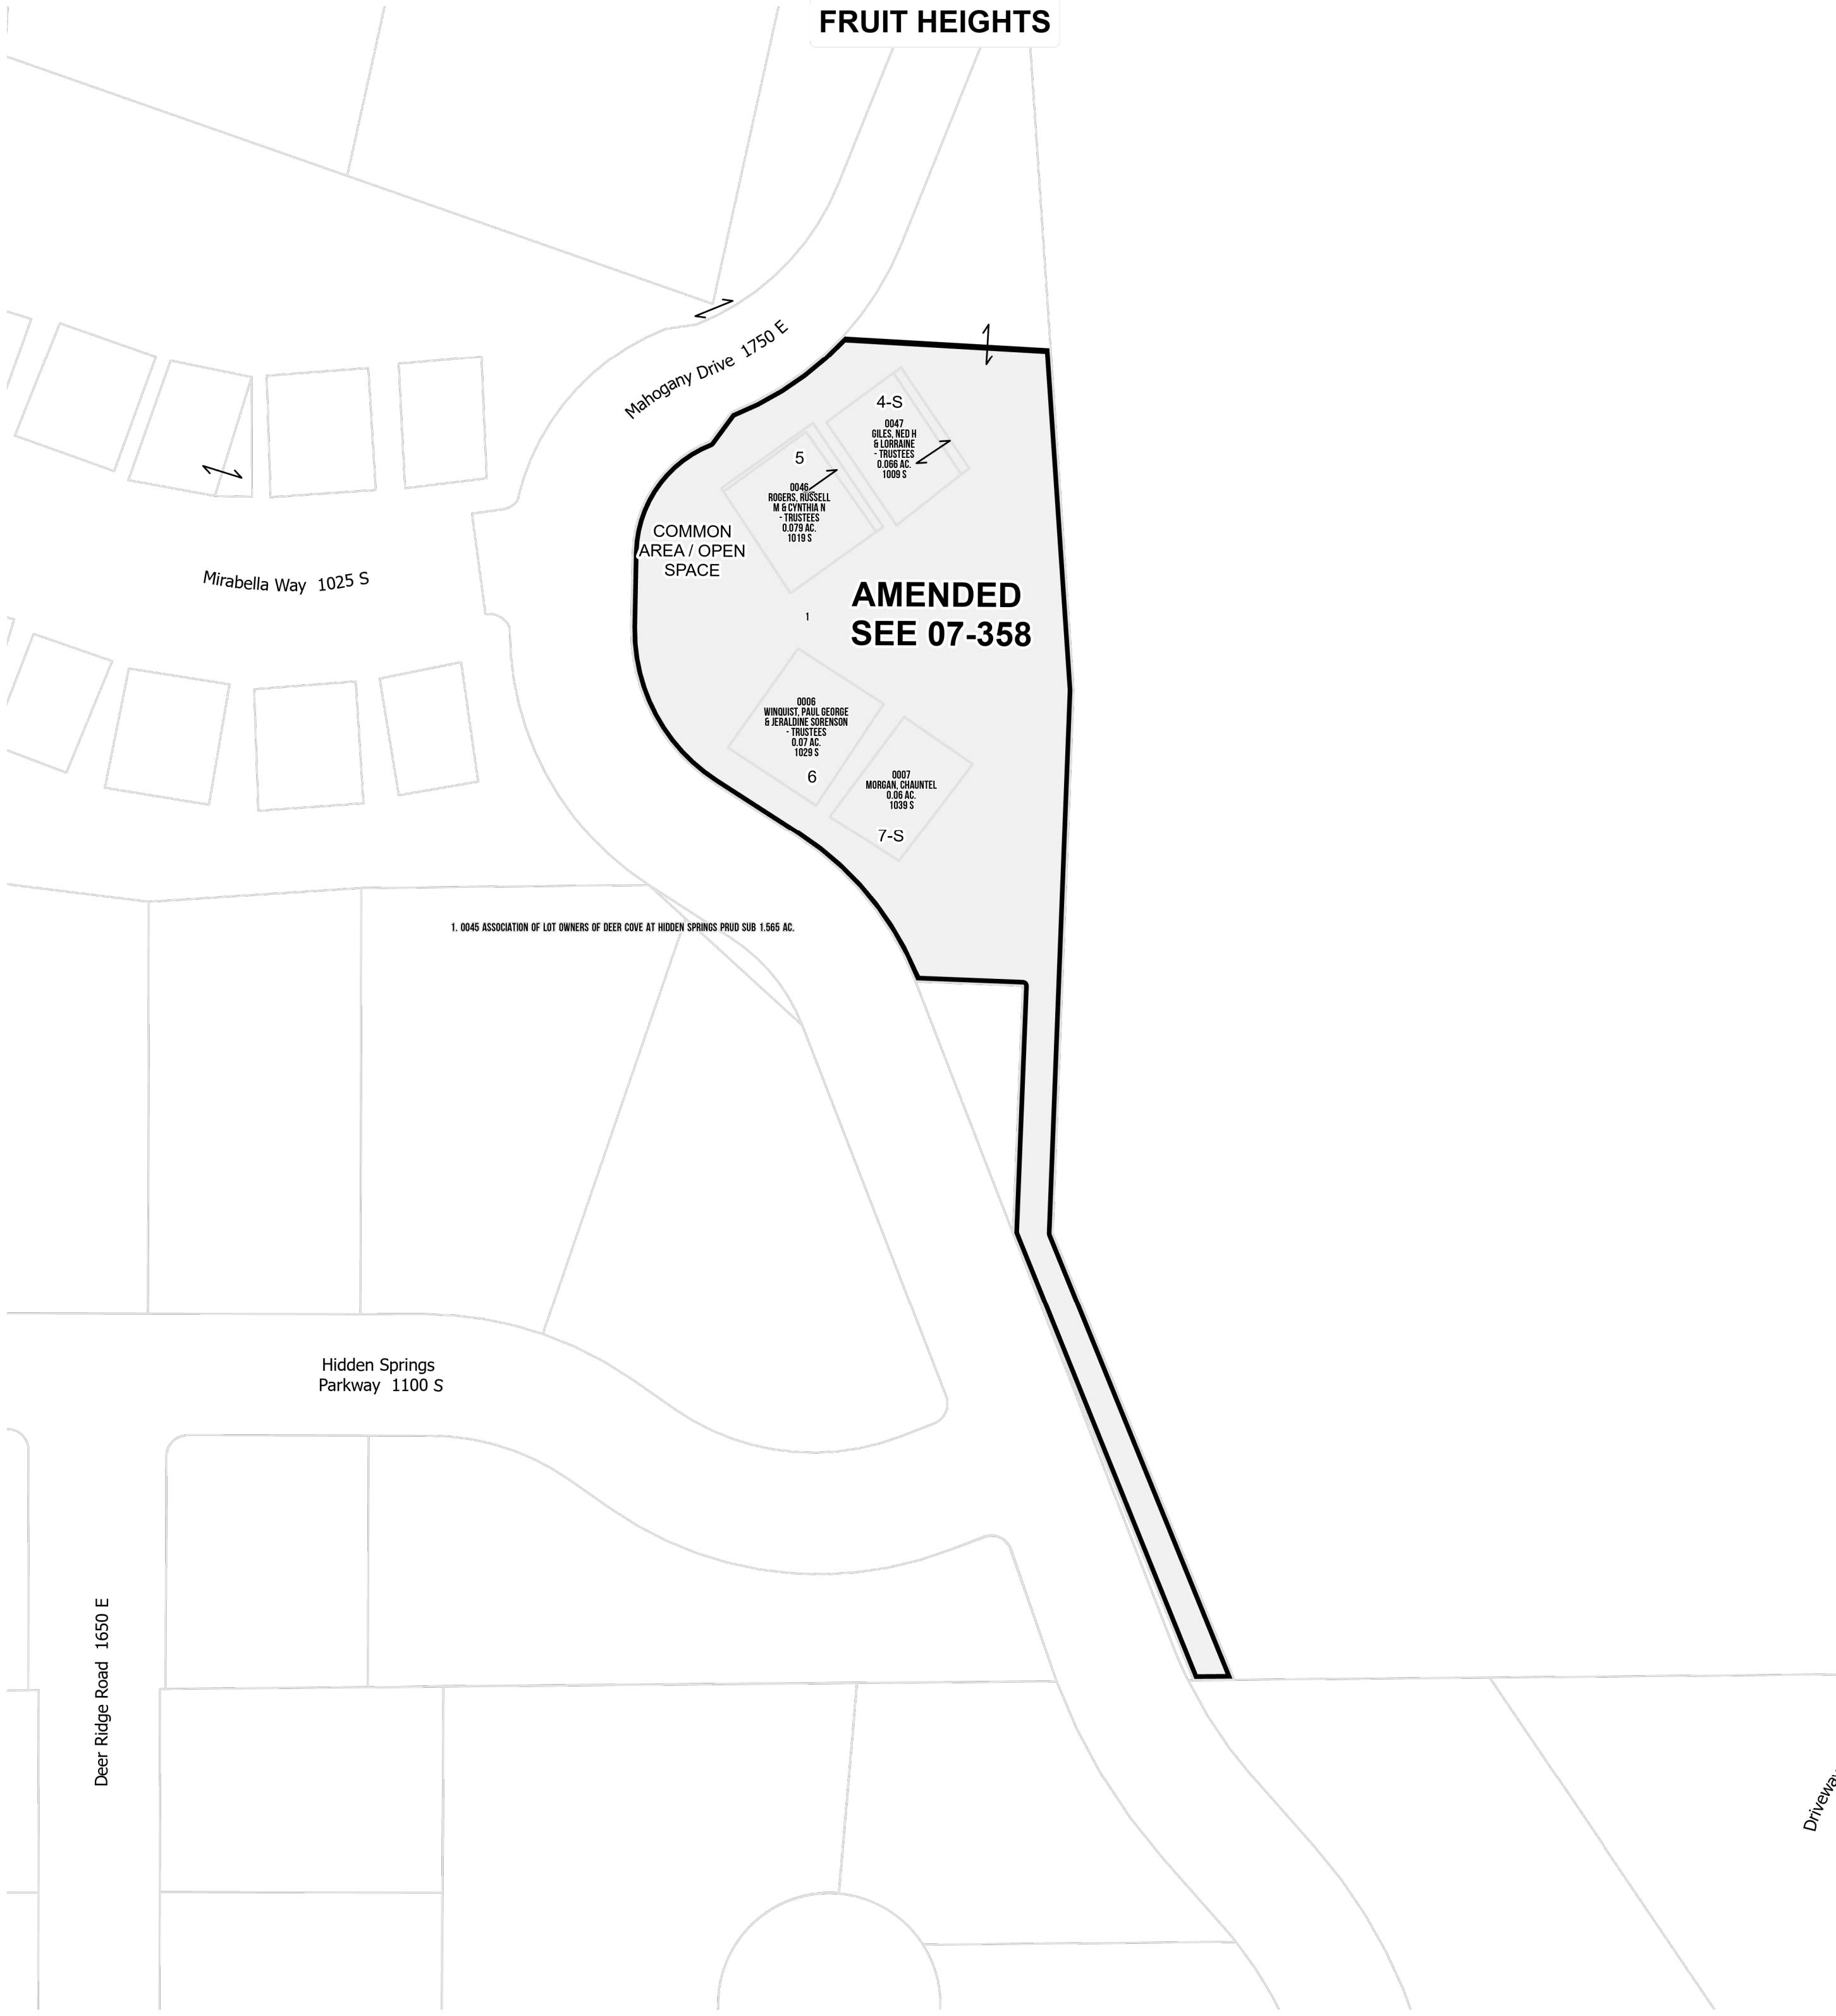 FRUIT HEIGHTS
Mahogany Drive 1750 E
4-S
0047
GILES, NED H
& LORRAINE
- TRUSTEES
0.066 AC.
1009 S
5
0046
ROGERS, RUSSELL
M & CYNTHIA N
- TRUSTEES
0.079 AC.
1019 S
COMMON
AREA / OPEN
SPACE
Mirabella Way 1025 S
AMENDED
SEE 07-358
1
0006
WINQUIST, PAUL GEORGE
& JERALDINE SORENSON
- TRUSTEES
0.07 AC.
1029 S
6
0007
MORGAN, CHAUNTEL
0.06 AC.
1039 S
7-S
1. 0045 ASSOCIATION OF LOT OWNERS OF DEER COVE AT HIDDEN SPRINGS PRUD SUB 1.565 AC.
Hidden Springs
Parkway 1100 S
Deer Ridge Road 1650 E
Driveway